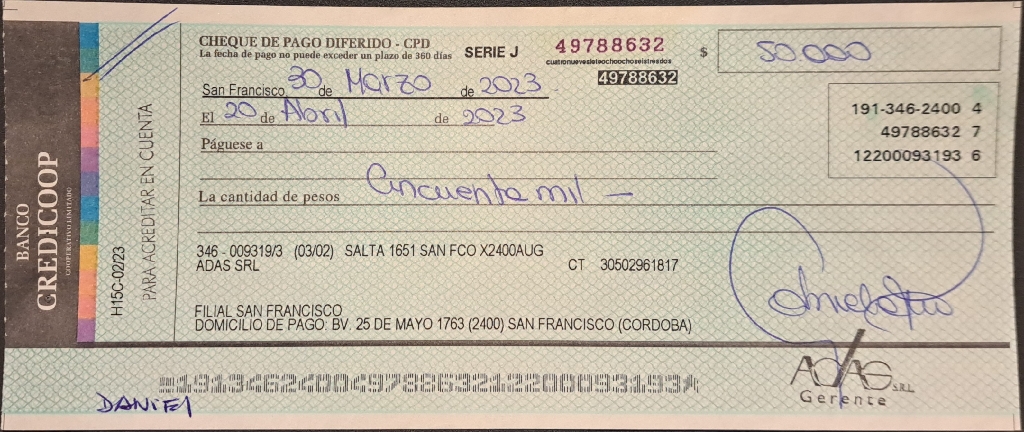 BANCO
CREDICOOP
COOPERATIVO LIMITADO
H15C-02/23
PARA ACREDITAR EN CUENTA
CHEQUE DE PAGO DIFERIDO - CPD
La fecha de pago no puede exceder un plazo de 360 días
SERIE J
49788632
cuatronuevesieteochoochoseistresdos
49788632
$ 50.000
San Francisco, 30 de Marzo de 2023
El 20 de Abril de 2023
Páguese a
La cantidad de pesos Cincuenta mil —
191-346-2400 4
49788632 7
12200093193 6
346 - 009319/3 (03/02) SALTA 1651 SAN FCO X2400AUG
ADAS SRL CT 30502961817
FILIAL SAN FRANCISCO
DOMICILIO DE PAGO: BV. 25 DE MAYO 1763 (2400) SAN FRANCISCO (CORDOBA)
ADAS S.R.L.
Gerente
19134624004978863212200093193
DANIEL